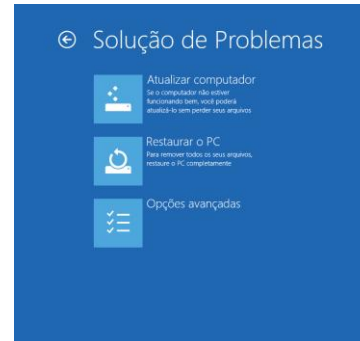 Solução de Problemas
Atualizar computador
Se o computador não estiver
funcionando bem, você poderá
atualizá-lo sem perder seus arquivos
Restaurar o PC
Para remover todos os seus arquivos,
restaure o PC completamente
Opções avançadas